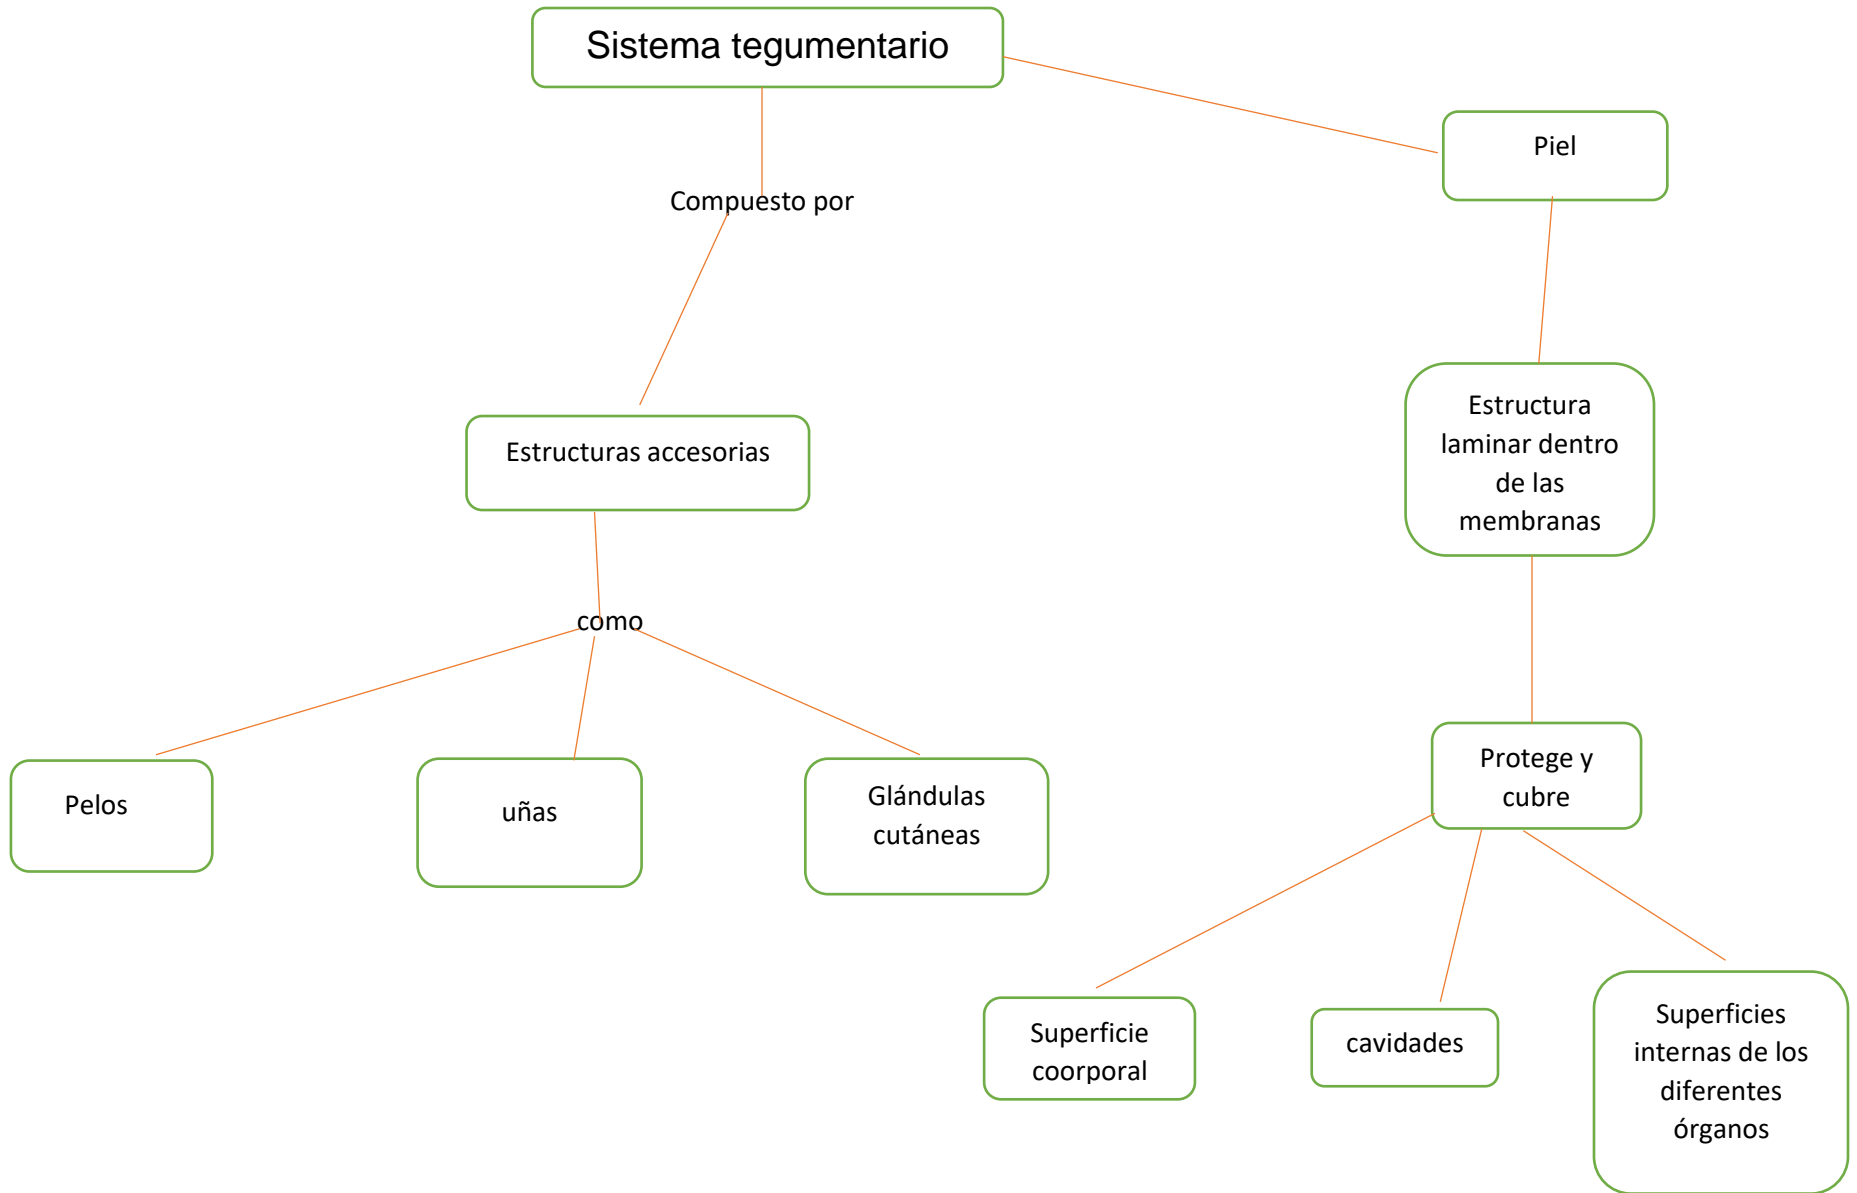 Sistema tegumentario
Piel
Compuesto por
Estructura
laminar dentro
de las
membranas
Estructuras accesorias
como
Protege y
cubre
Pelos
uñas
Glándulas
cutáneas
Superficie
coorporal
cavidades
Superficies
internas de los
diferentes
órganos